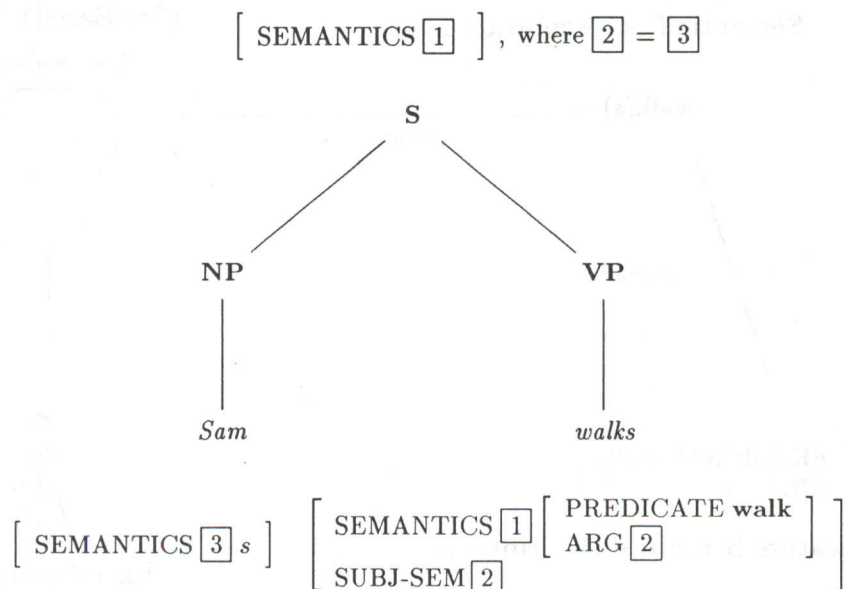 [ SEMANTICS 1 ] , where 2 = 3
S
NP VP
Sam walks
[ SEMANTICS 3 s ] [ SEMANTICS 1 [ PREDICATE walk
ARG 2 ]
SUBJ-SEM 2 ]